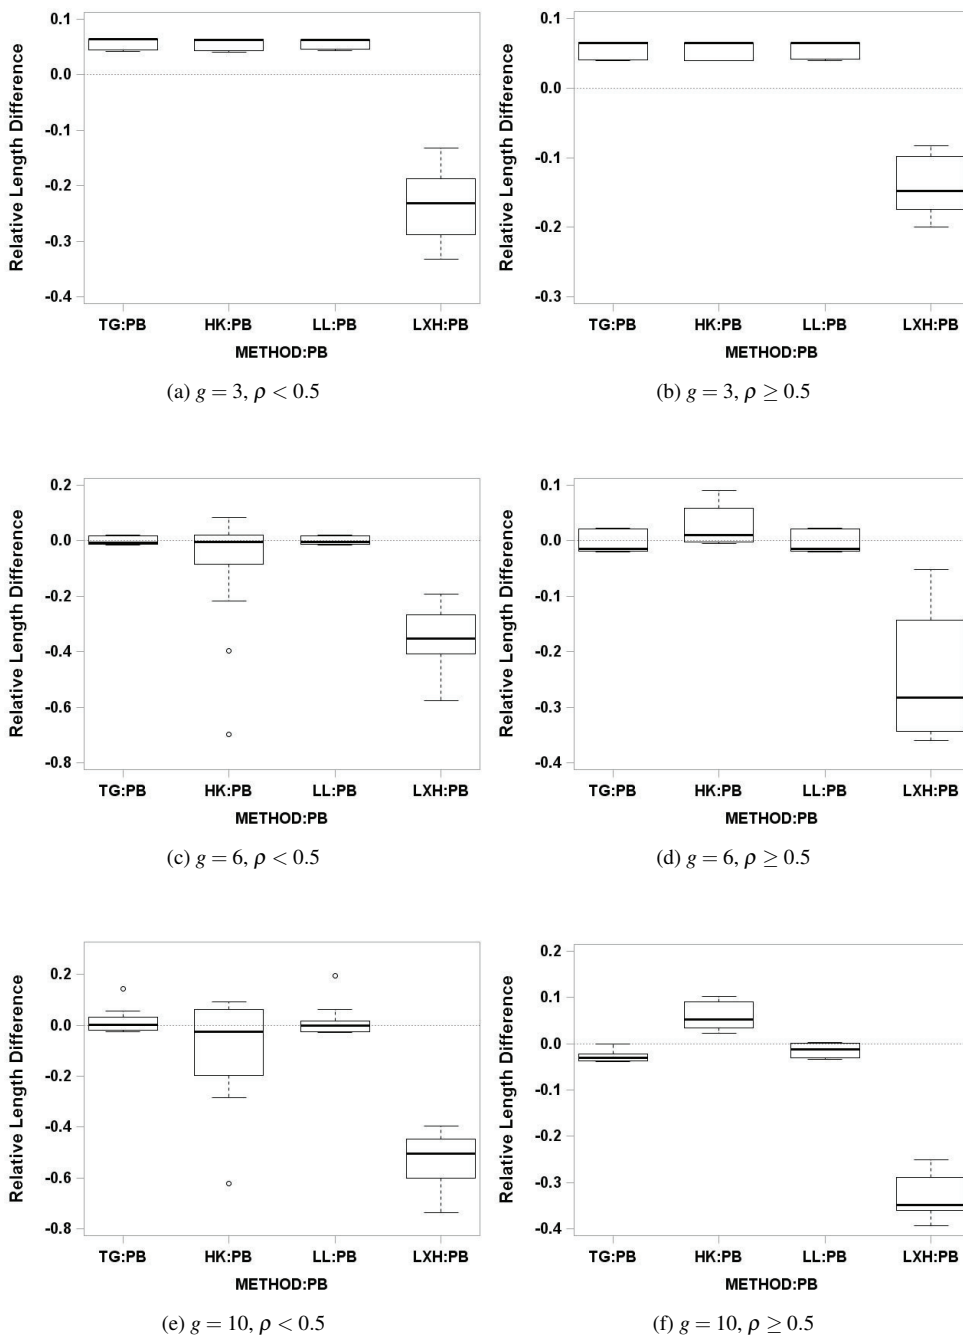 0.1
0.0
-0.1
-0.2
-0.3
-0.4
Relative Length Difference
TG:PB HK:PB LL:PB LXH:PB
METHOD:PB
(a) g = 3, ρ < 0.5
0.1
0.0
-0.1
-0.2
-0.3
Relative Length Difference
TG:PB HK:PB LL:PB LXH:PB
METHOD:PB
(b) g = 3, ρ ≥ 0.5
0.2
0.0
-0.2
-0.4
-0.6
-0.8
Relative Length Difference
TG:PB HK:PB LL:PB LXH:PB
METHOD:PB
(c) g = 6, ρ < 0.5
0.1
0.0
-0.1
-0.2
-0.3
-0.4
Relative Length Difference
TG:PB HK:PB LL:PB LXH:PB
METHOD:PB
(d) g = 6, ρ ≥ 0.5
0.2
0.0
-0.2
-0.4
-0.6
-0.8
Relative Length Difference
TG:PB HK:PB LL:PB LXH:PB
METHOD:PB
(e) g = 10, ρ < 0.5
0.2
0.1
0.0
-0.1
-0.2
-0.3
-0.4
Relative Length Difference
TG:PB HK:PB LL:PB LXH:PB
METHOD:PB
(f) g = 10, ρ ≥ 0.5